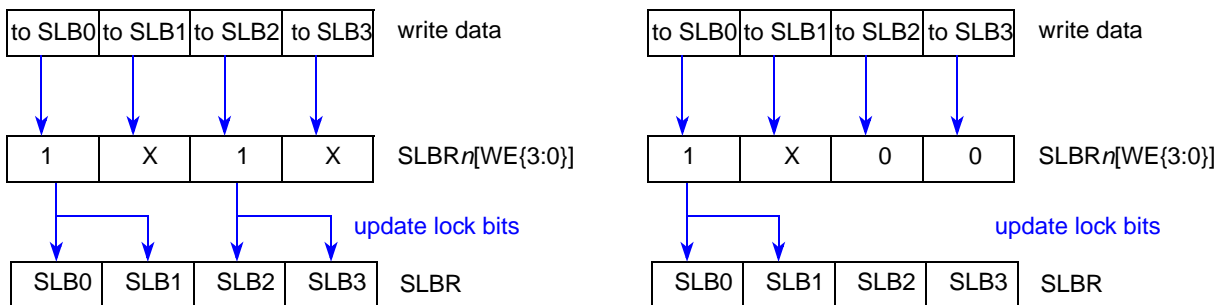 to SLB0 to SLB1 to SLB2 to SLB3 write data
1 X 1 X SLBRn[WE{3:0}]
update lock bits
SLB0 SLB1 SLB2 SLB3 SLBR
to SLB0 to SLB1 to SLB2 to SLB3 write data
1 X 0 0 SLBRn[WE{3:0}]
update lock bits
SLB0 SLB1 SLB2 SLB3 SLBR